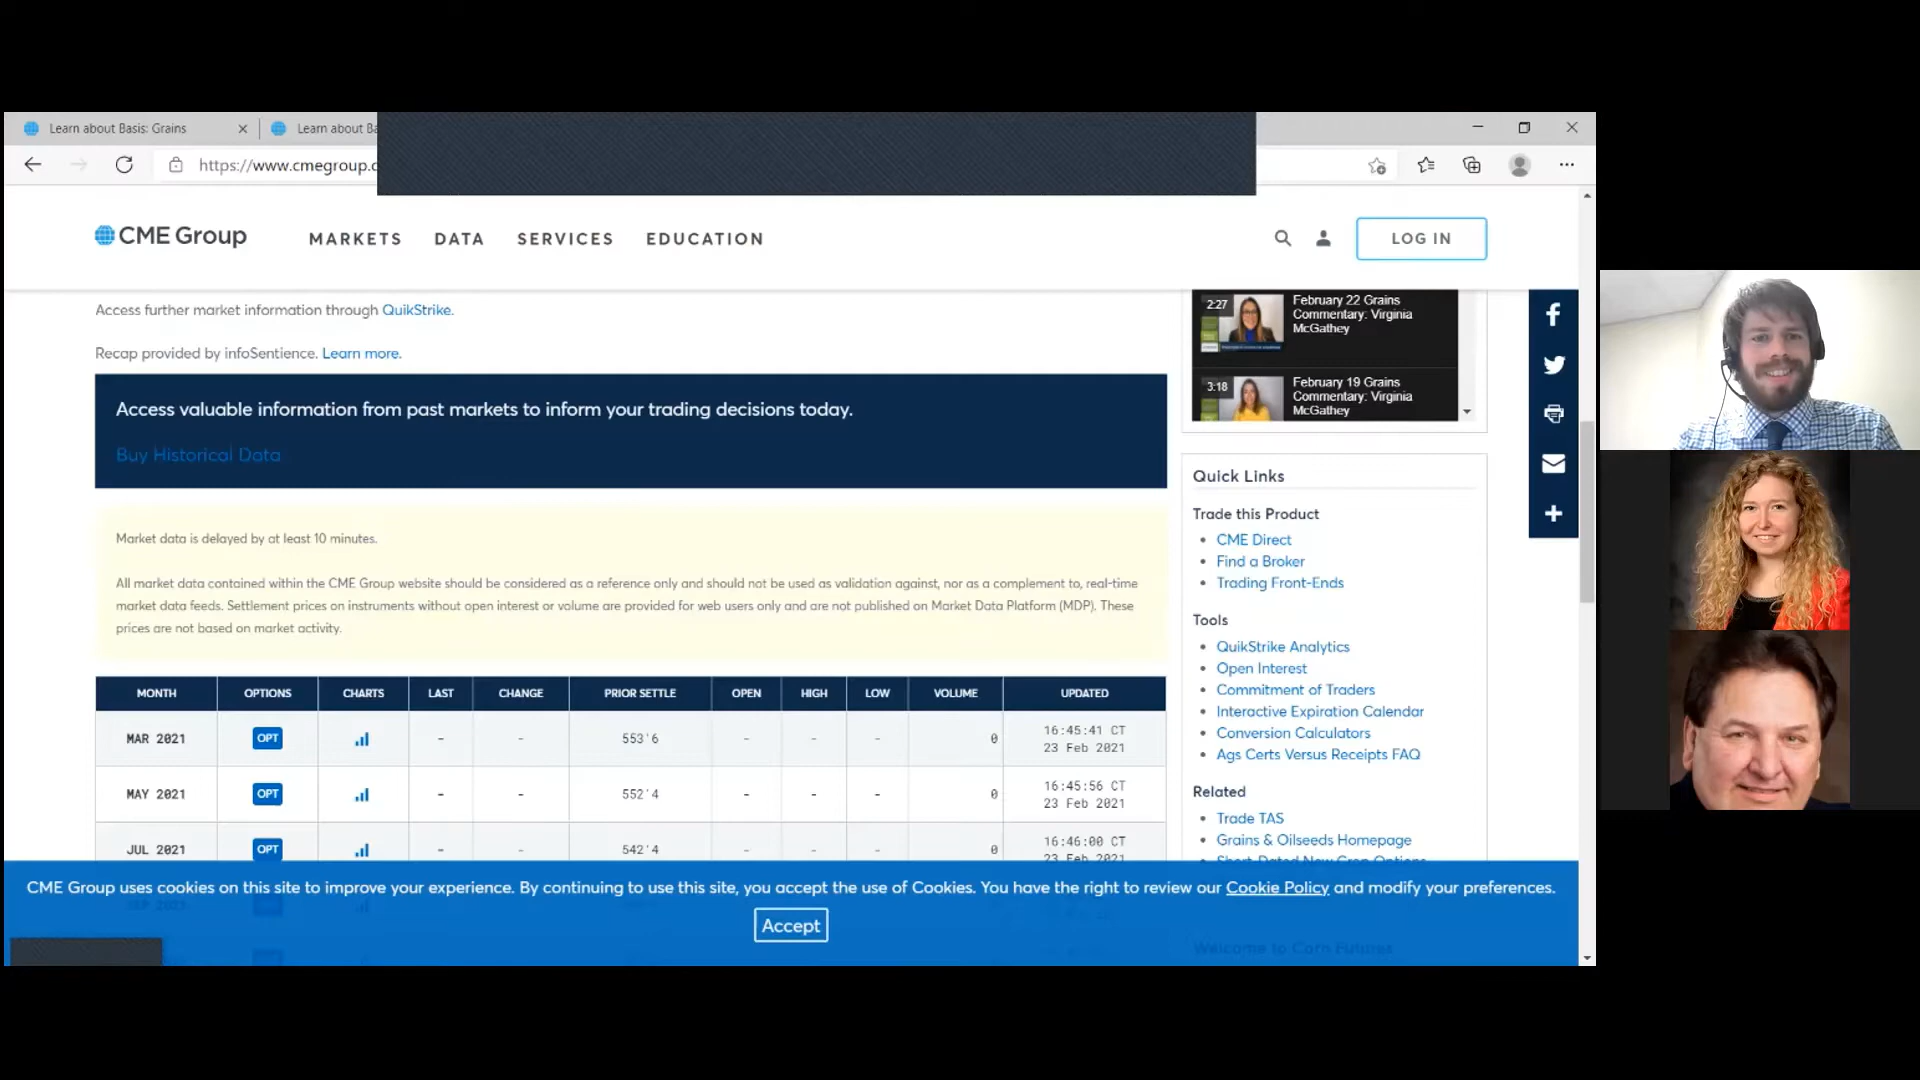 Learn about Basis: Grains
Learn about Ba
https://www.cmegroup.c
CME Group
MARKETS DATA SERVICES EDUCATION
LOG IN
Access further market information through QuikStrike.
Recap provided by infoSentience. Learn more.
Access valuable information from past markets to inform your trading decisions today.
Buy Historical Data
Market data is delayed by at least 10 minutes.
All market data contained within the CME Group website should be considered as a reference only and should not be used as validation against, nor as a complement to, real-time
market data feeds. Settlement prices on instruments without open interest or volume are provided for web users only and are not published on Market Data Platform (MDP). These
prices are not based on market activity.
MONTH OPTIONS CHARTS LAST CHANGE PRIOR SETTLE OPEN HIGH LOW VOLUME UPDATED
MAR 2021 OPT - - 553'6 - - - 0 16:45:41 CT
23 Feb 2021
MAY 2021 OPT - - 552'4 - - - 0 16:45:56 CT
23 Feb 2021
JUL 2021 OPT - - 542'4 - - - 0 16:46:00 CT
23 Feb 2021
2:27
February 22 Grains
Commentary: Virginia
McGathey
3:18
February 19 Grains
Commentary: Virginia
McGathey
Quick Links
Trade this Product
• CME Direct
• Find a Broker
• Trading Front-Ends
Tools
• QuikStrike Analytics
• Open Interest
• Commitment of Traders
• Interactive Expiration Calendar
• Conversion Calculators
• Ags Certs Versus Receipts FAQ
Related
• Trade TAS
• Grains & Oilseeds Homepage
• Short-Dated New Crop Options
CME Group uses cookies on this site to improve your experience. By continuing to use this site, you accept the use of Cookies. You have the right to review our Cookie Policy and modify your preferences.
SEP 2021
Accept
Welcome to Corn Futures